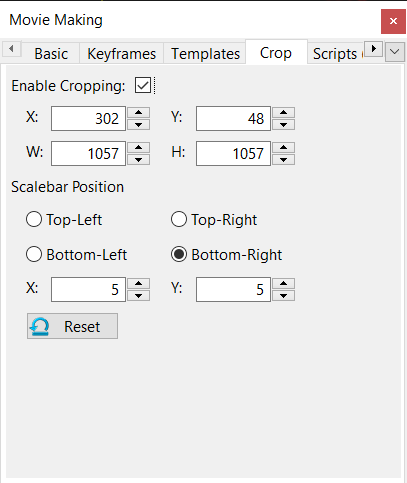 Movie Making
Basic Keyframes Templates Crop Scripts
Enable Cropping:
X: 302 Y: 48
W: 1057 H: 1057
Scalebar Position
Top-Left Top-Right
Bottom-Left Bottom-Right
X: 5 Y: 5
Reset